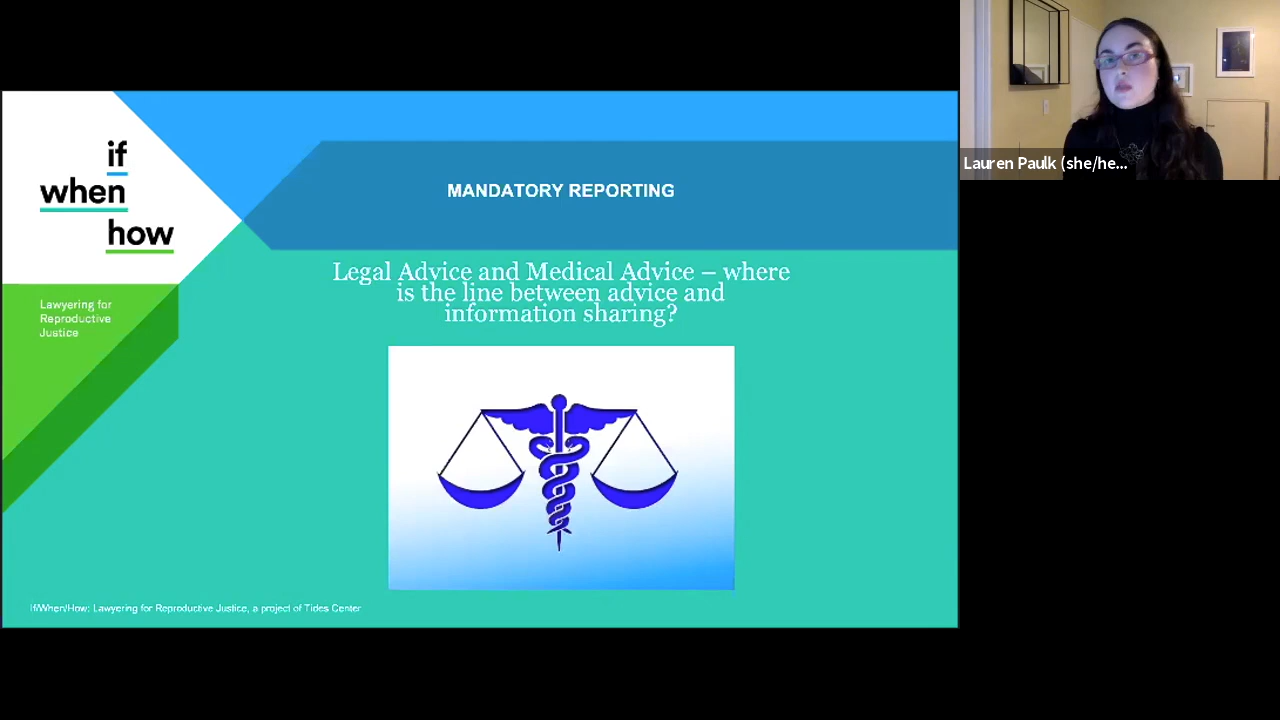 if
when
how
Lawyering for
Reproductive
Justice
MANDATORY REPORTING
Legal Advice and Medical Advice – where
is the line between advice and
information sharing?
If/When/How: Lawyering for Reproductive Justice, a project of Tides Center
Lauren Paulk (she/he...